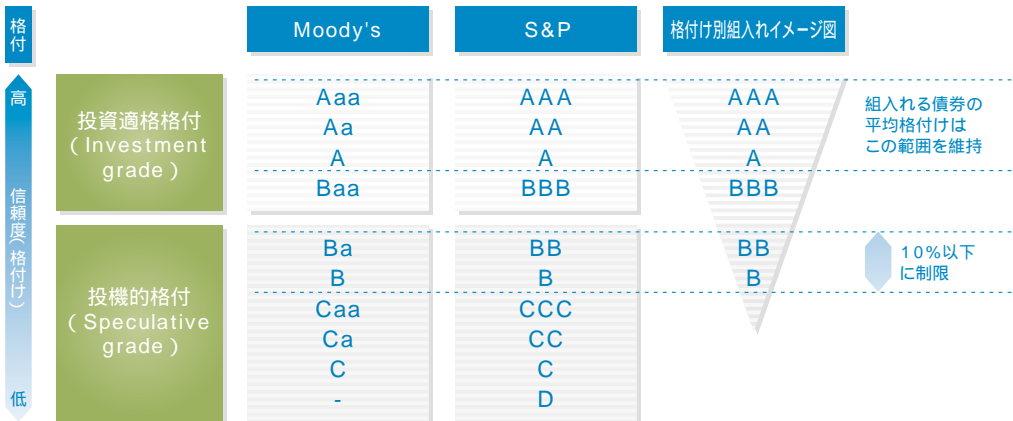 格付
Moody's
S&P
格付け別組入れイメージ図
高
信頼度(格付け)
低
投資適格格付
(Investment
grade)
Aaa
Aa
A
Baa
AAA
AA
A
BBB
AAA
AA
A
BBB
組入れる債券の
平均格付けは
この範囲を維持
投機的格付
(Speculative
grade)
Ba
B
Caa
Ca
C
-
BB
B
CCC
CC
C
D
BB
B
10%以下
に制限